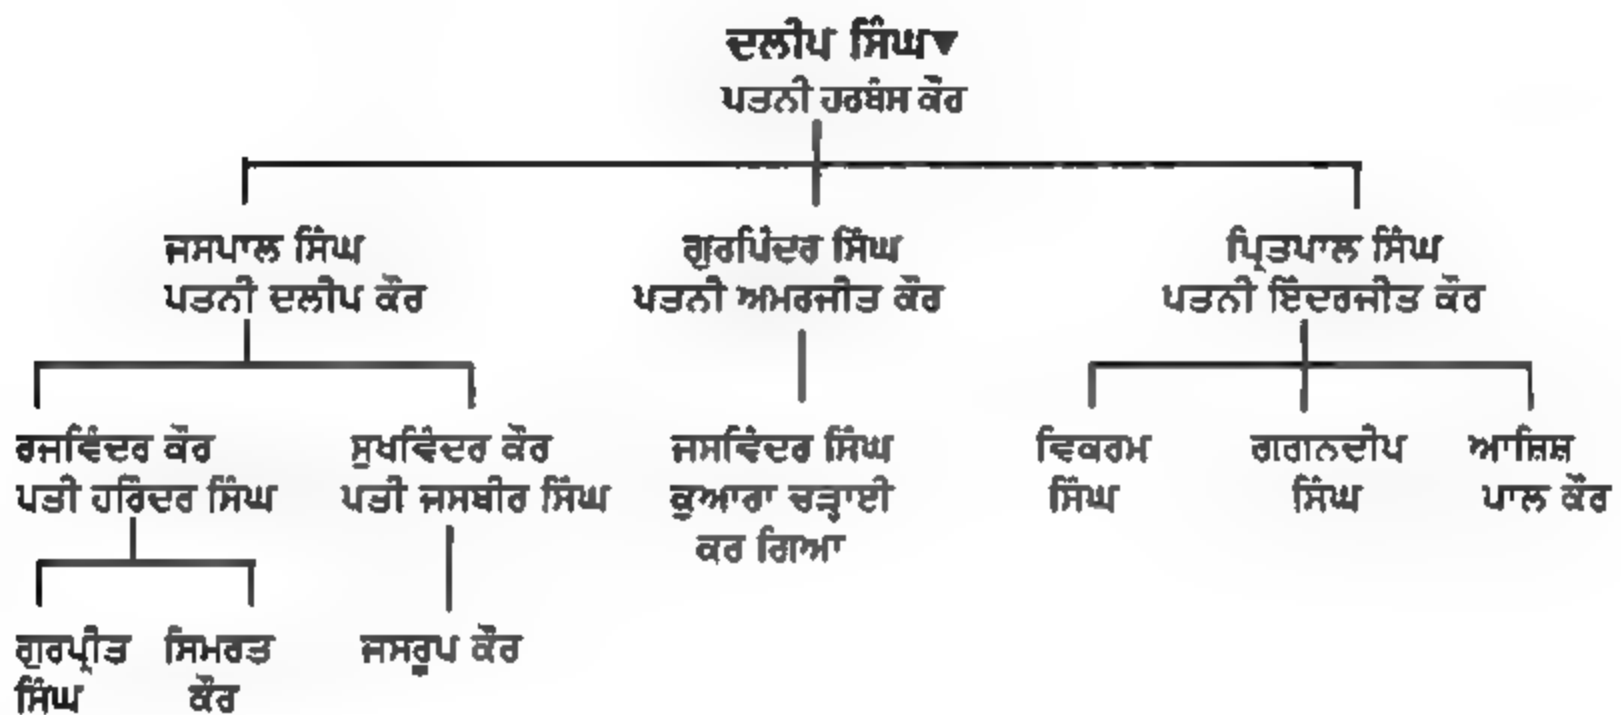 ਦਲੀਪ ਸਿੰਘ▼
ਪਤਨੀ ਹਰਬੰਸ ਕੌਰ
ਜਸਪਾਲ ਸਿੰਘ
ਪਤਨੀ ਦਲੀਪ ਕੌਰ
ਗੁਰਪਿੰਦਰ ਸਿੰਘ
ਪਤਨੀ ਅਮਰਜੀਤ ਕੌਰ
ਪ੍ਰਿਤਪਾਲ ਸਿੰਘ
ਪਤਨੀ ਇੰਦਰਜੀਤ ਕੌਰ
ਰਜਵਿੰਦਰ ਕੌਰ
ਪਤੀ ਹਰਿੰਦਰ ਸਿੰਘ
ਸੁਖਵਿੰਦਰ ਕੌਰ
ਪਤੀ ਜਸਬੀਰ ਸਿੰਘ
ਜਸਵਿੰਦਰ ਸਿੰਘ
ਕੁਆਰਾ ਚੜ੍ਹਾਈ
ਕਰ ਗਿਆ
ਵਿਕਰਮ
ਸਿੰਘ
ਗਗਨਦੀਪ
ਸਿੰਘ
ਆਸ਼ਿਸ਼
ਪਾਲ ਕੌਰ
ਗੁਰਪ੍ਰੀਤ
ਸਿੰਘ
ਸਿਮਰਤ
ਕੌਰ
ਜਸਰੂਪ ਕੌਰ